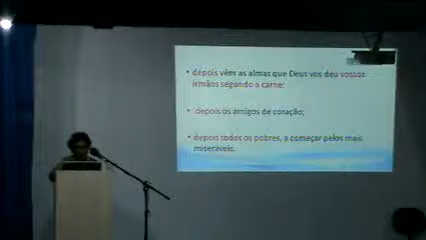 • depois vêm as almas que Deus vos deu vossos
irmãos segundo a carne;
• depois os amigos de coração;
• depois todos os pobres, a começar pelos mais
miseráveis.